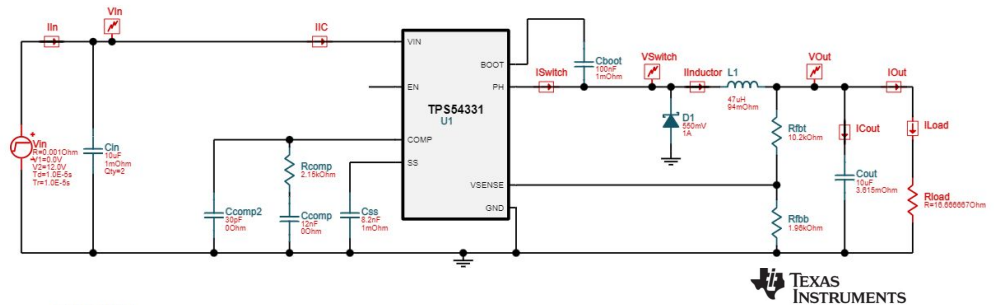 IIn
VIn
IIC
VIN
BOOT
Cboot
100nF
1mOhm
ISwitch
VSwitch
IInductor
L1
47uH
94mOhm
VOut
IOut
EN
PH
TPS54331
U1
D1
550mV
1A
Rfbt
10.2kOhm
ICout
ILoad
Vin
R=0.001Ohm
V1=0.0V
V2=12.0V
Td=1.0E-5s
Tr=1.0E-5s
Cin
10uF
1mOhm
Qty=2
COMP
Rcomp
2.15kOhm
SS
VSENSE
Cout
10uF
3.615mOhm
Rload
R=16.666667Ohm
Ccomp2
30pF
0Ohm
Ccomp
12nF
0Ohm
Css
8.2nF
1mOhm
GND
Rfbb
1.96kOhm
TEXAS
INSTRUMENTS